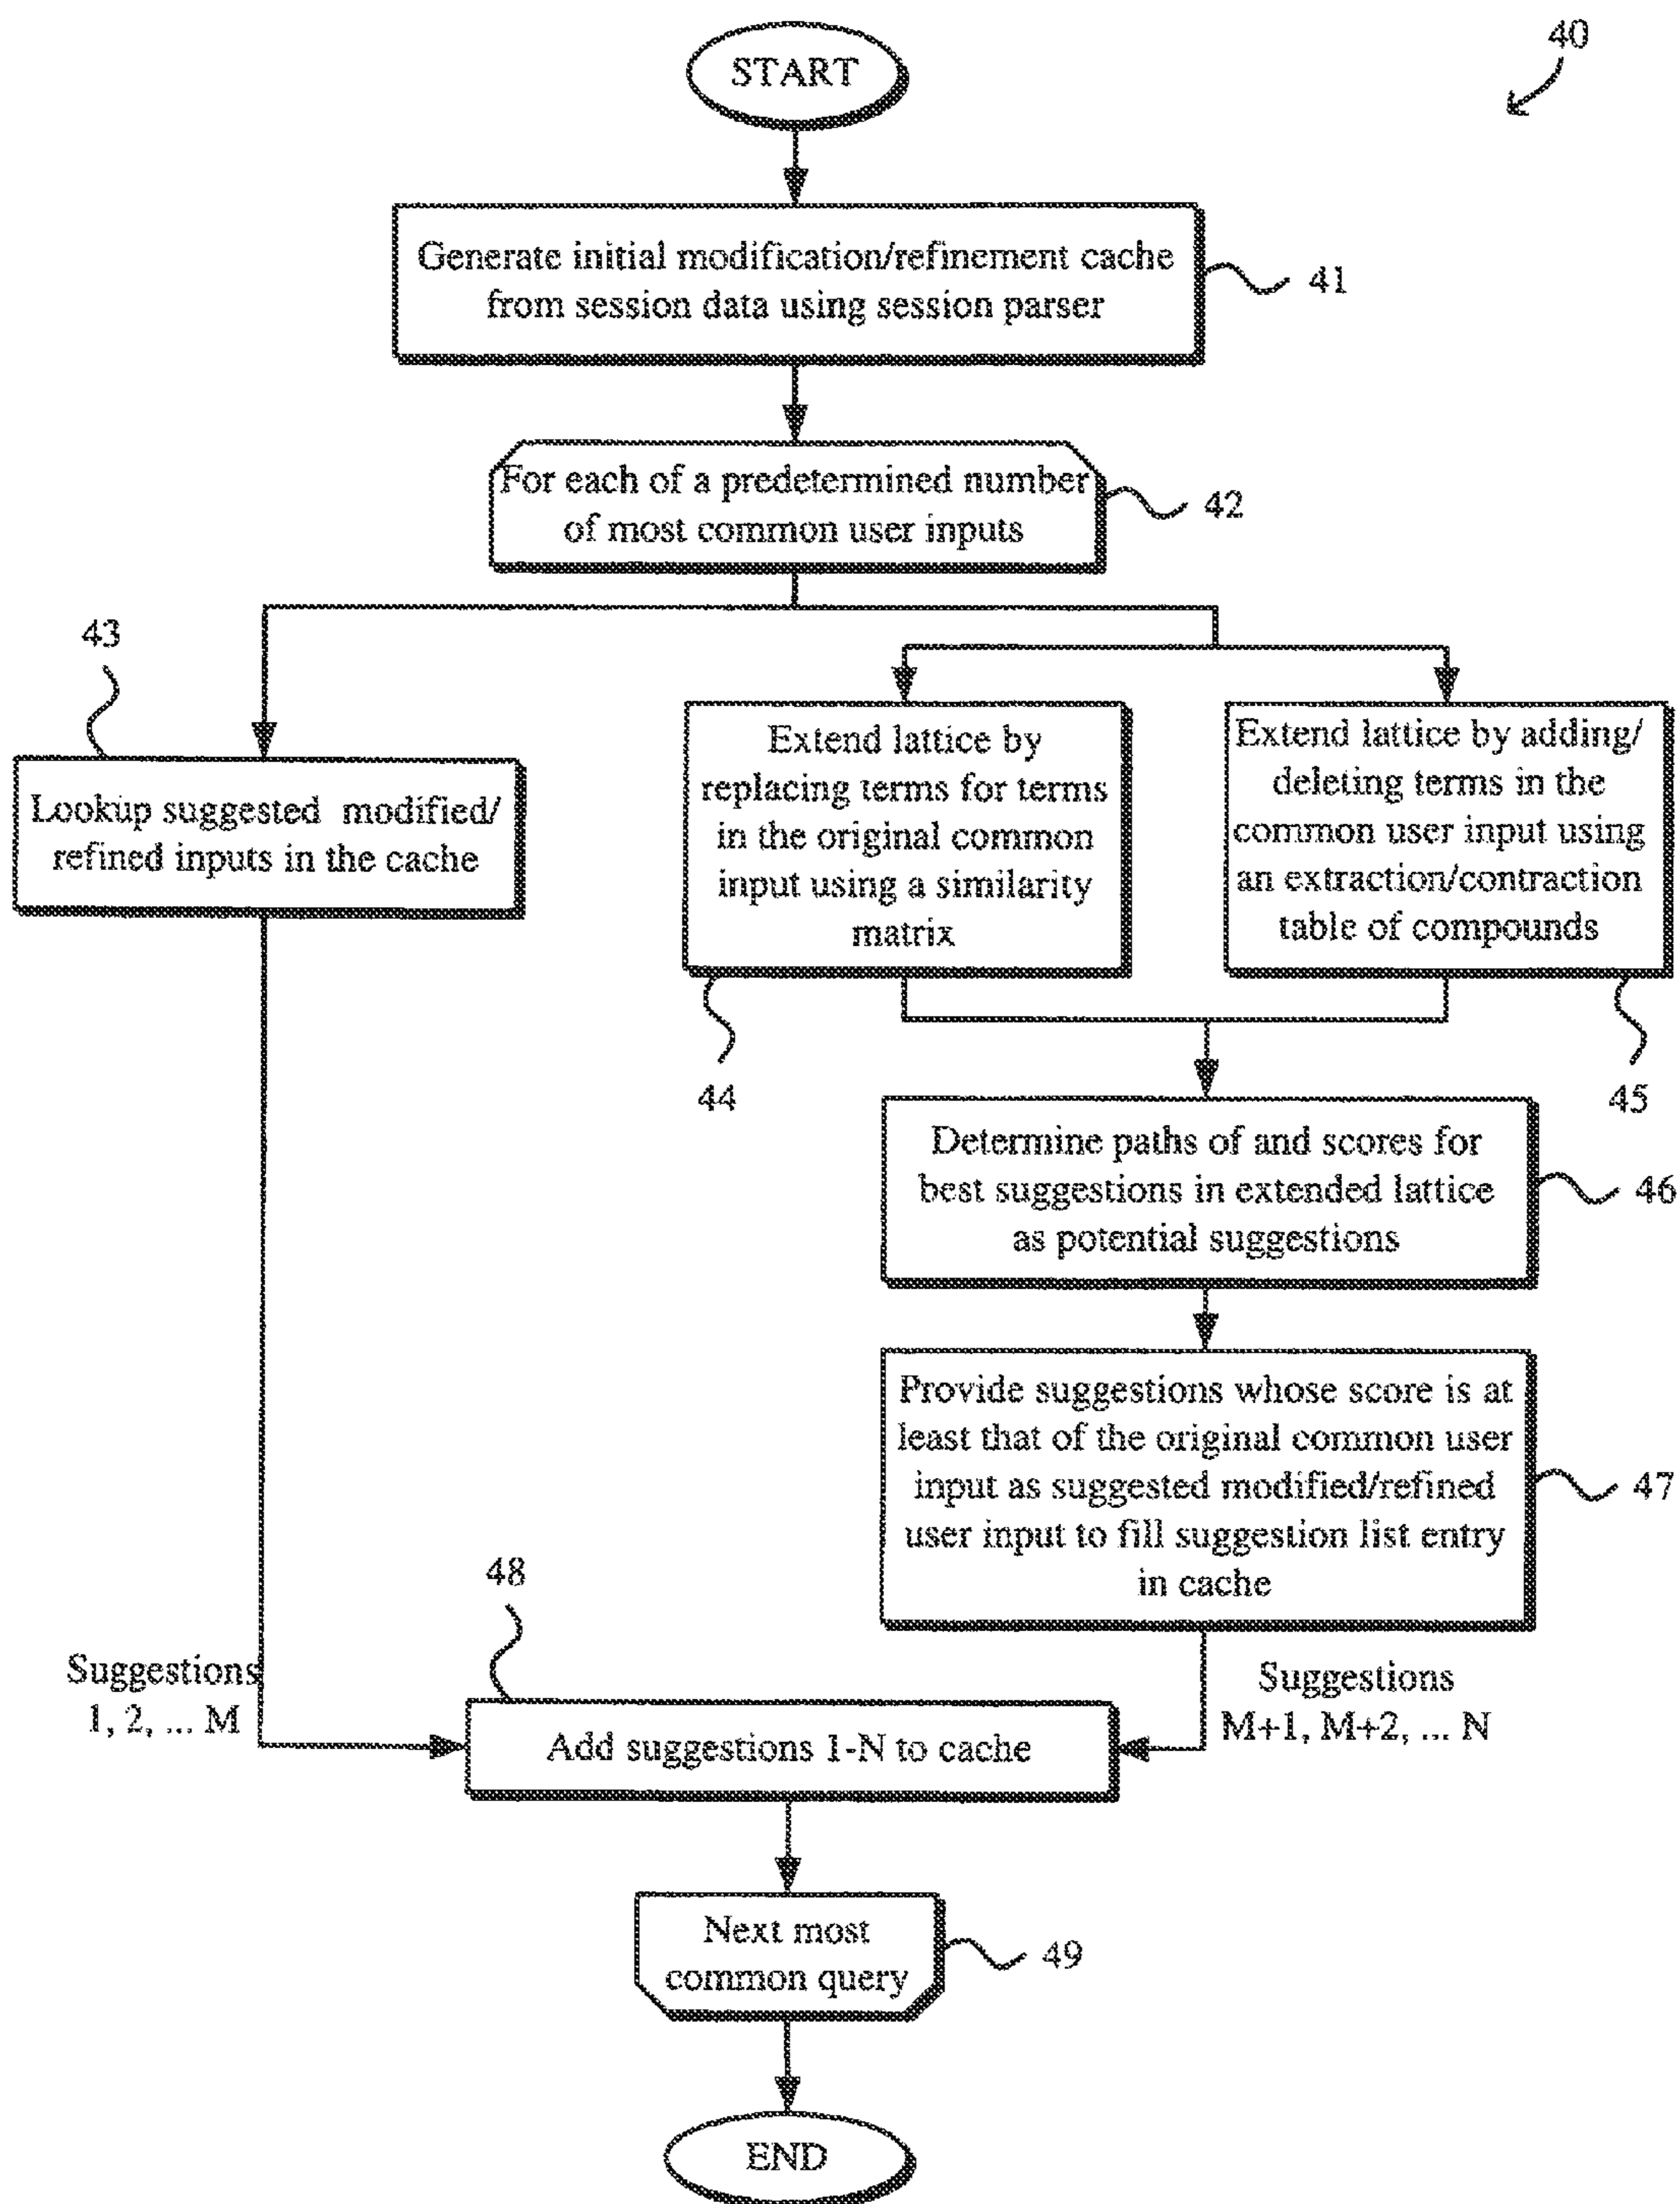 40
START
Generate initial modification/refinement cache
from session data using session parser
41
For each of a predetermined number
of most common user inputs
42
43
Lookup suggested modified/
refined inputs in the cache
Extend lattice by
replacing terms for terms
in the original common
input using a similarity
matrix
44
Extend lattice by adding/
deleting terms in the
common user input using
an extraction/contraction
table of compounds
45
Determine paths of and scores for
best suggestions in extended lattice
as potential suggestions
46
Provide suggestions whose score is at
least that of the original common user
input as suggested modified/refined
user input to fill suggestion list entry
in cache
47
48
Suggestions
1, 2, ... M
Suggestions
M+1, M+2, ... N
Add suggestions 1-N to cache
Next most
common query
49
END